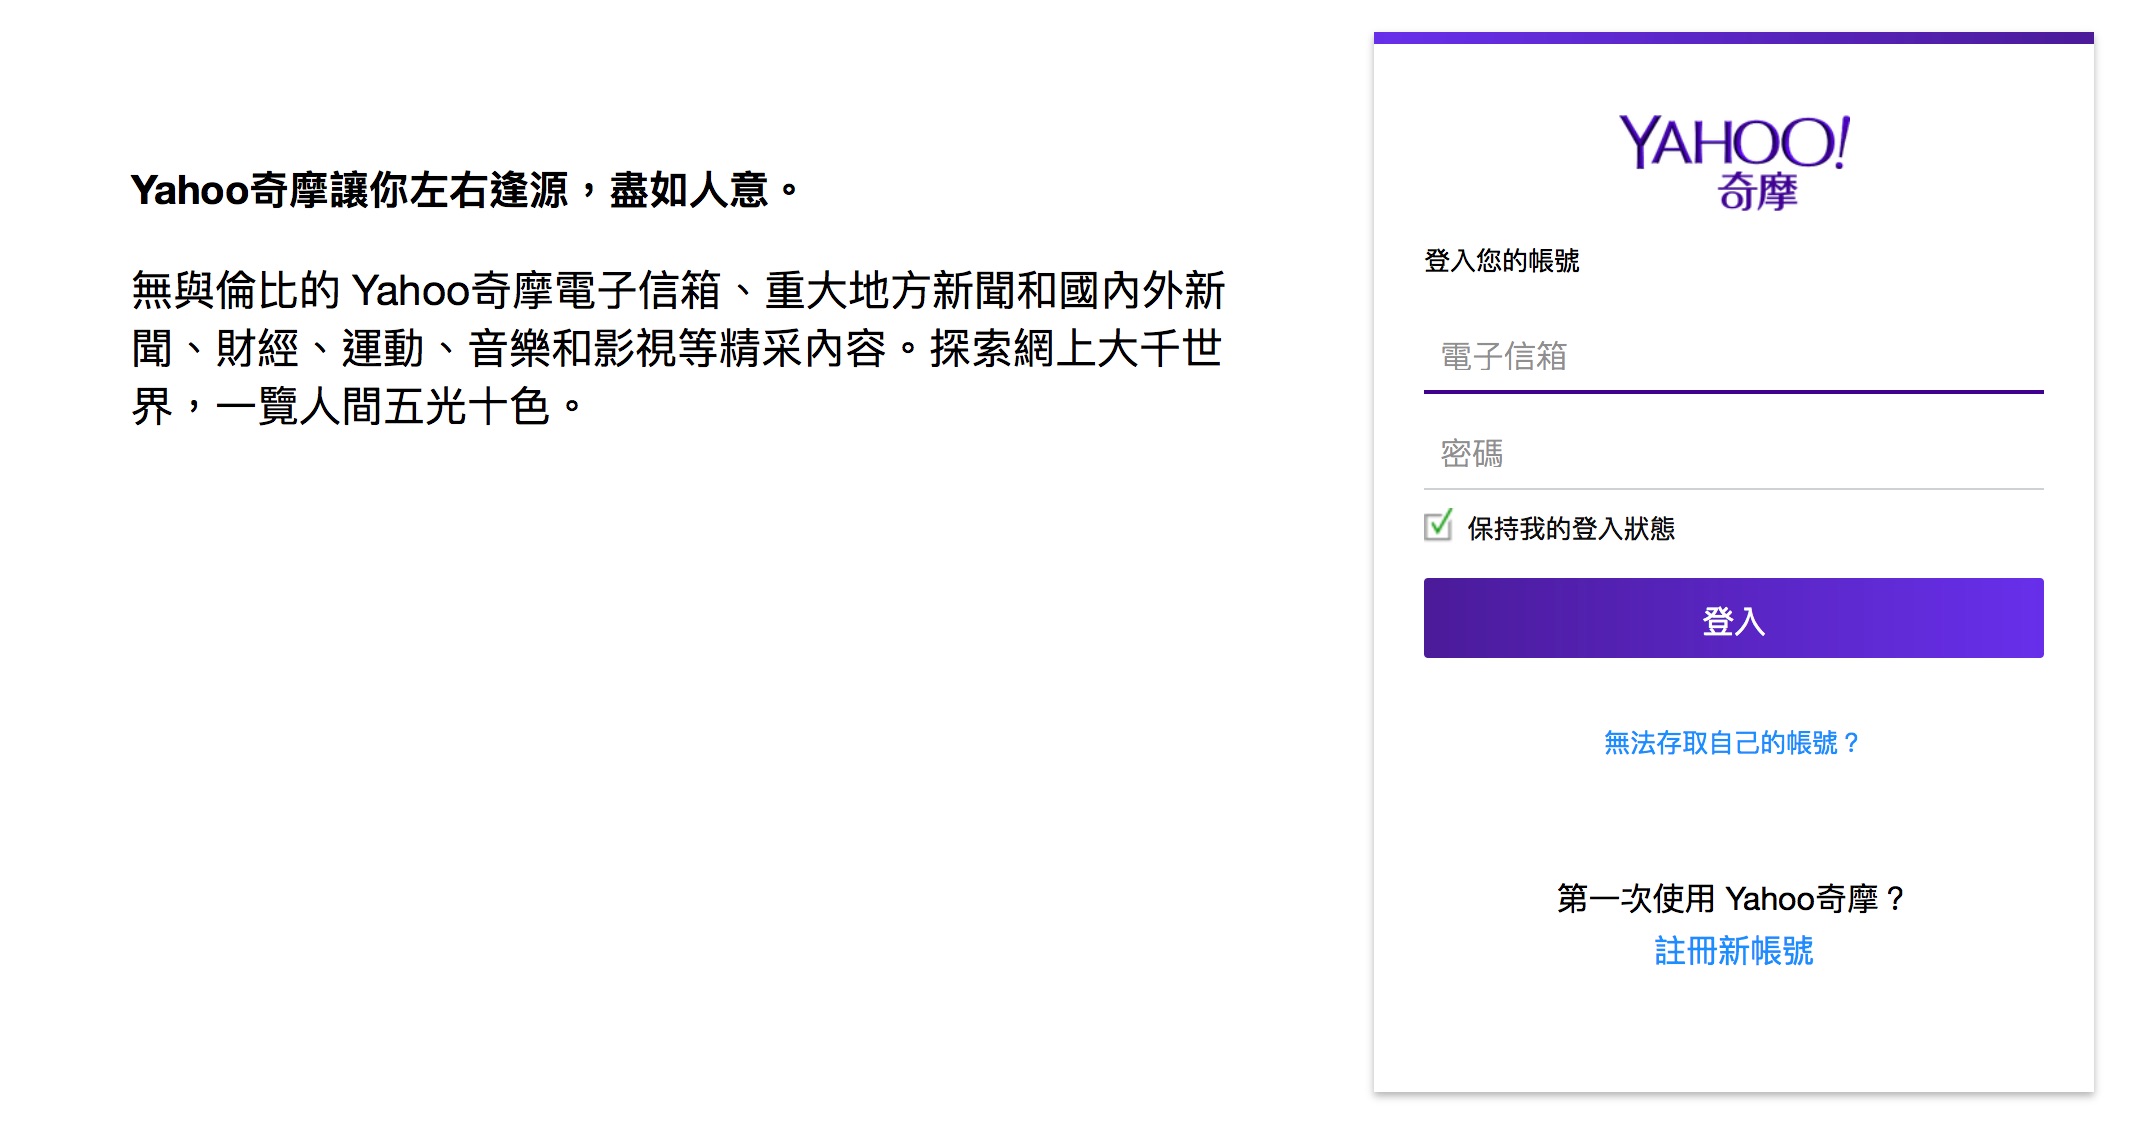 Yahoo奇摩讓你左右逢源，盡如人意。
無與倫比的 Yahoo奇摩電子信箱、重大地方新聞和國內外新
聞、財經、運動、音樂和影視等精采內容。探索網上大千世
界，一覽人間五光十色。
YAHOO!
奇摩
登入您的帳號
電子信箱
密碼
保持我的登入狀態
登入
無法存取自己的帳號？
第一次使用 Yahoo奇摩？
註冊新帳號